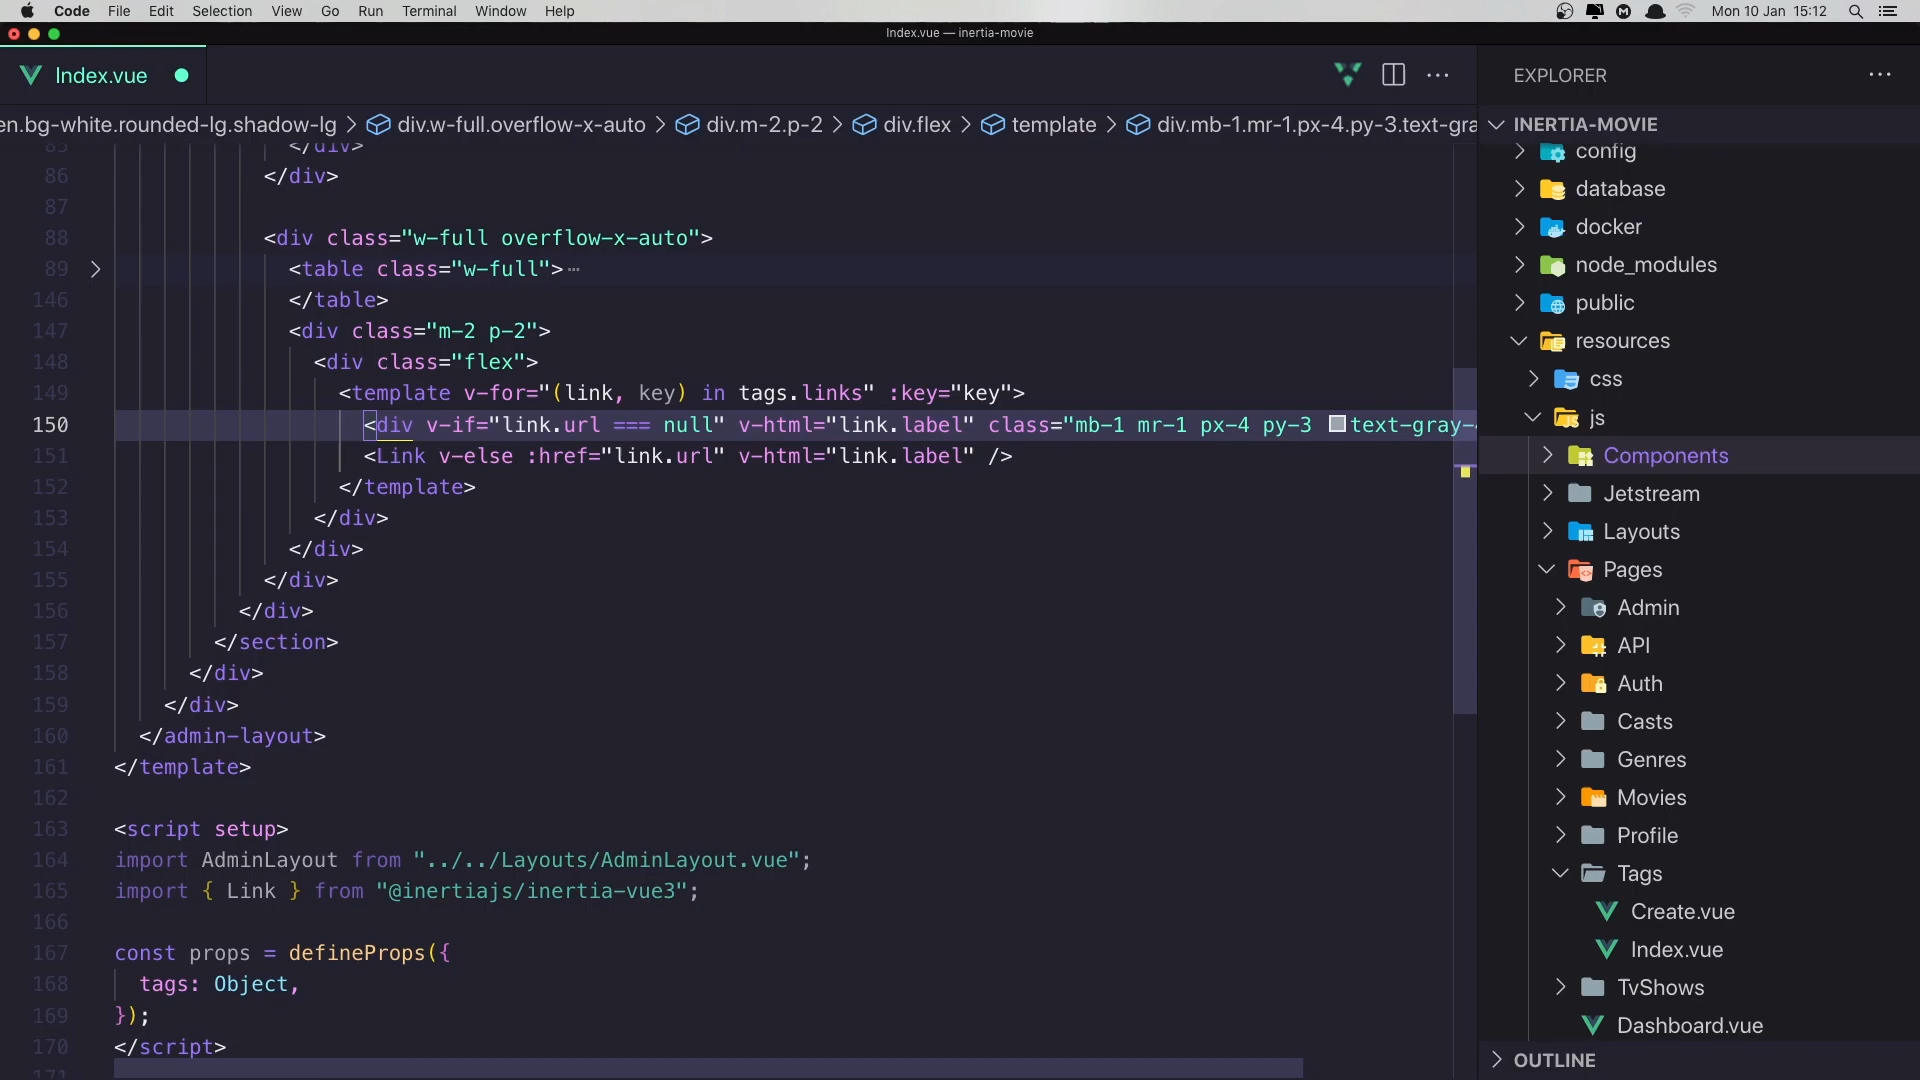 Code File Edit Selection View Go Run Terminal Window Help
Mon 10 Jan 15:12
Index.vue — inertia-movie
Index.vue
en.bg-white.rounded-lg.shadow-lg > div.w-full.overflow-x-auto > div.m-2.p-2 > div.flex > template > div.mb-1.mr-1.px-4.py-3.text-gra
85 </div>
86 </div>
87
88 <div class="w-full overflow-x-auto">
89 <table class="w-full">⋯
146 </table>
147 <div class="m-2 p-2">
148 <div class="flex">
149 <template v-for="(link, key) in tags.links" :key="key">
150 <div v-if="link.url === null" v-html="link.label" class="mb-1 mr-1 px-4 py-3 text-gray-
151 <Link v-else :href="link.url" v-html="link.label" />
152 </template>
153 </div>
154 </div>
155 </div>
156 </div>
157 </section>
158 </div>
159 </div>
160 </admin-layout>
161 </template>
162
163 <script setup>
164 import AdminLayout from "../../Layouts/AdminLayout.vue";
165 import { Link } from "@inertiajs/inertia-vue3";
166
167 const props = defineProps({
168 tags: Object,
169 });
170 </script>
171
EXPLORER
INERTIA-MOVIE
config
database
docker
node_modules
public
resources
css
js
Components
Jetstream
Layouts
Pages
Admin
API
Auth
Casts
Genres
Movies
Profile
Tags
Create.vue
Index.vue
TvShows
Dashboard.vue
OUTLINE